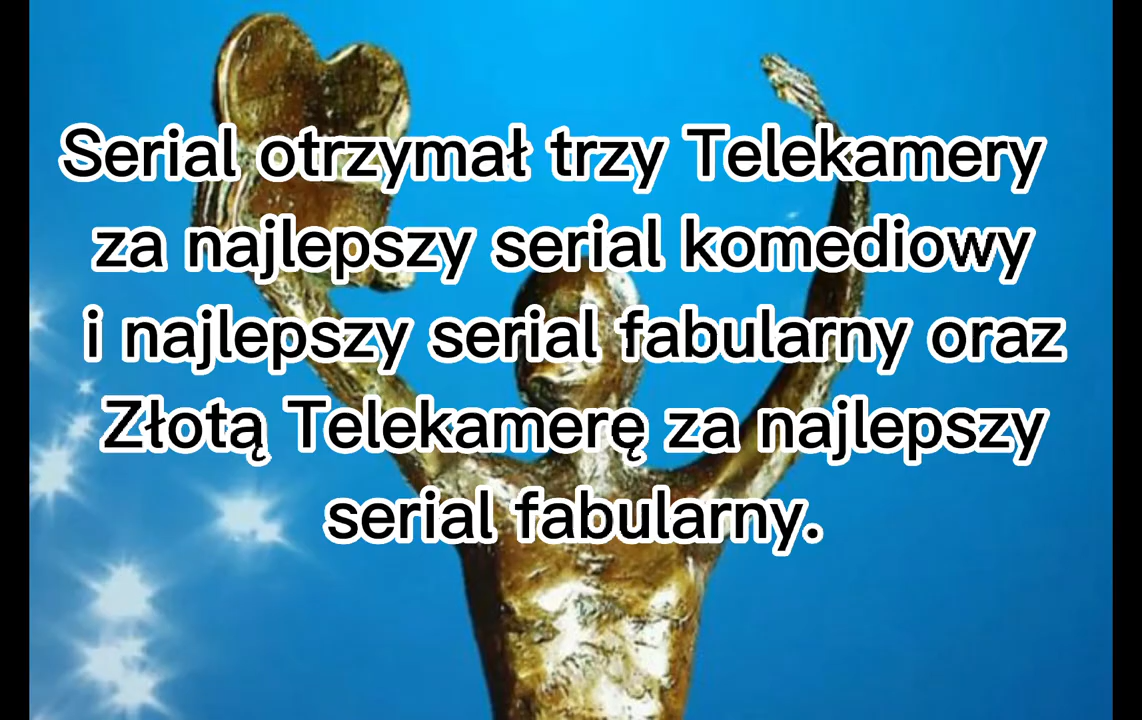 Serial otrzymał trzy Telekamery
za najlepszy serial komediowy
i najlepszy serial fabularny oraz
Złotą Telekamerę za najlepszy
serial fabularny.